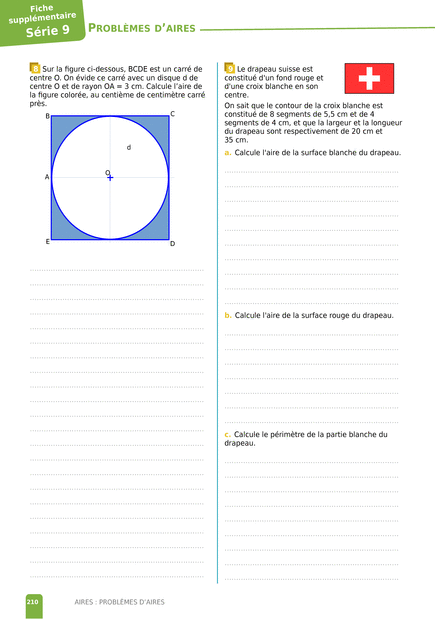 Fiche
supplémentaire
Série 9
PROBLÈMES D'AIRES
8 Sur la figure ci-dessous, BCDE est un carré de
centre O. On évide ce carré avec un disque d de
centre O et de rayon OA = 3 cm. Calcule l'aire de
la figure colorée, au centième de centimètre carré
près.
B
C
d
O
A
E
D
9 Le drapeau suisse est
constitué d'un fond rouge et
d'une croix blanche en son
centre.
On sait que le contour de la croix blanche est
constitué de 8 segments de 5,5 cm et de 4
segments de 4 cm, et que la largeur et la longueur
du drapeau sont respectivement de 20 cm et
35 cm.
a. Calcule l'aire de la surface blanche du drapeau.
b. Calcule l'aire de la surface rouge du drapeau.
c. Calcule le périmètre de la partie blanche du
drapeau.
210
AIRES : PROBLÈMES D'AIRES